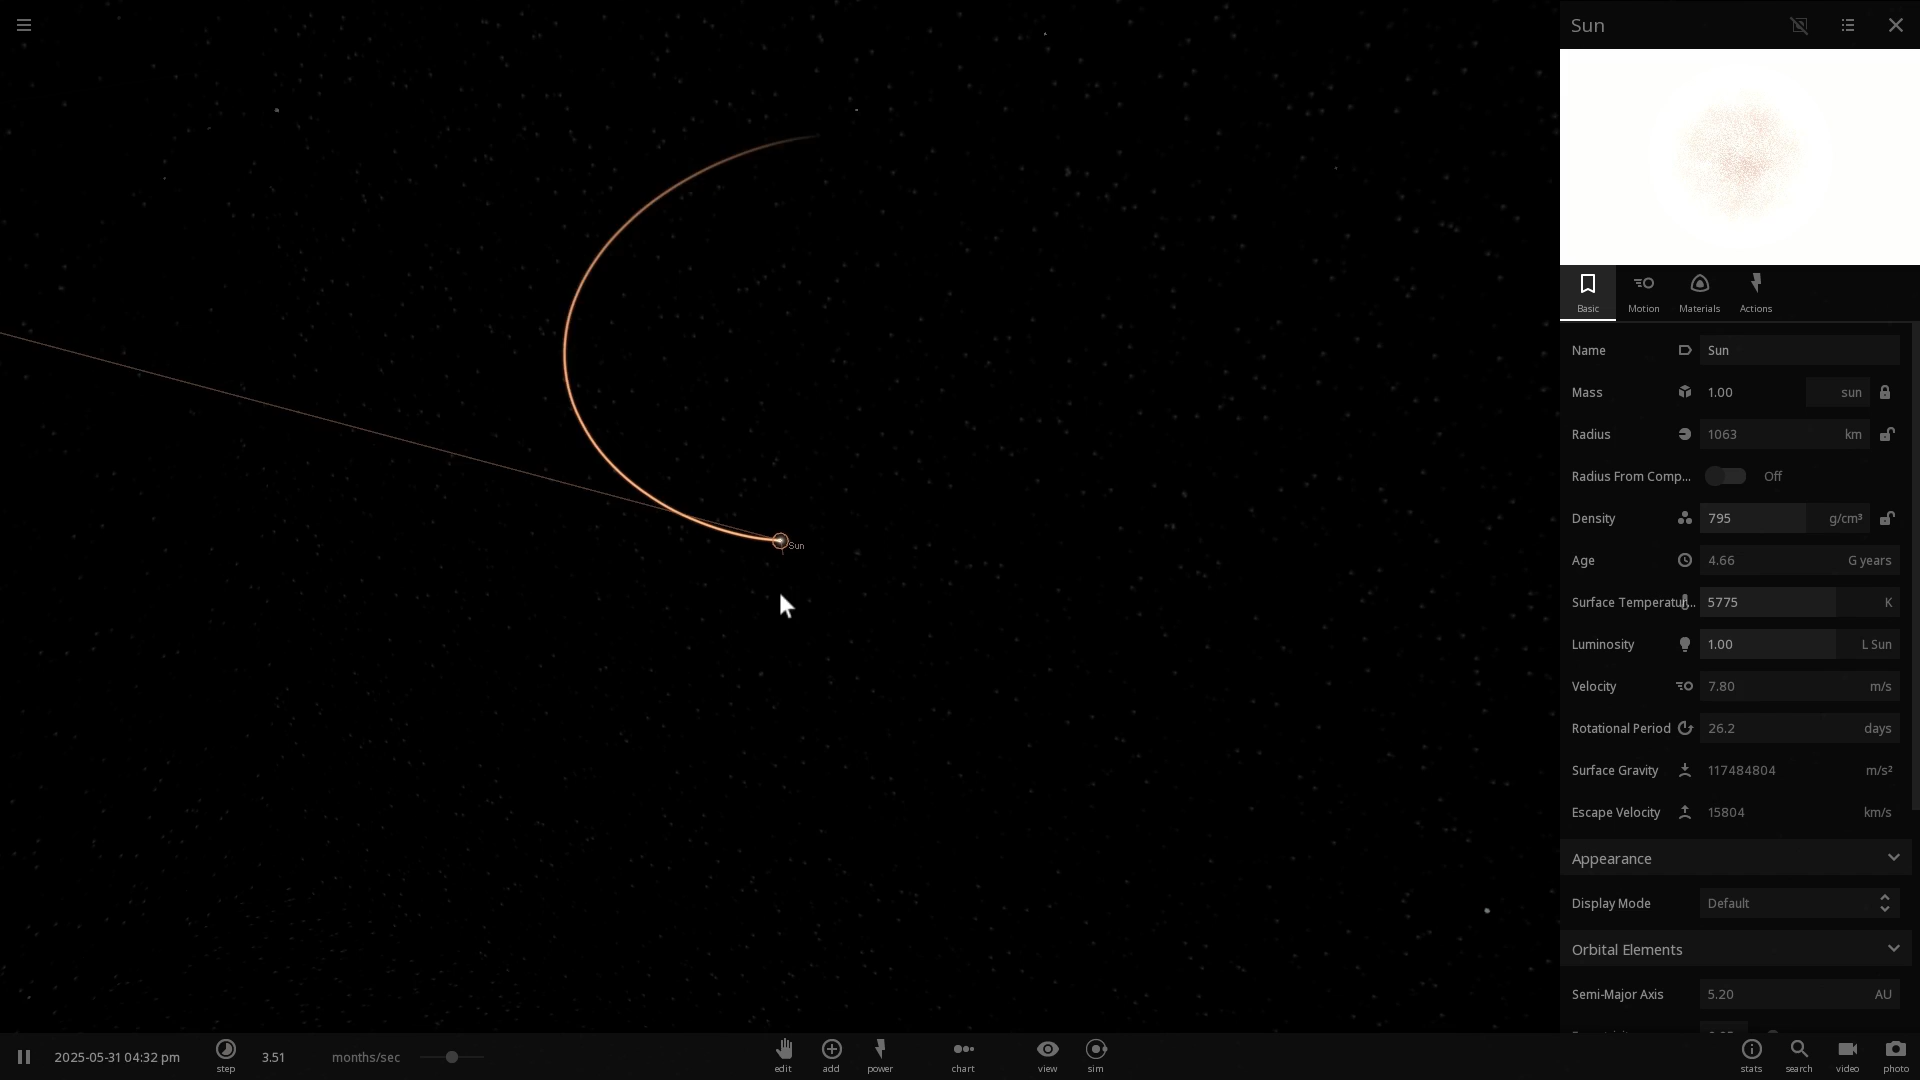 Sun
Basic
Motion
Materials
Actions
Name
Sun
Mass
1.00
sun
Radius
1063
km
Radius From Comp...
Off
Density
795
g/cm³
Age
4.66
G years
Surface Temperatur...
5775
K
Luminosity
1.00
L Sun
Velocity
7.80
m/s
Rotational Period
26.2
days
Surface Gravity
117484804
m/s²
Escape Velocity
15804
km/s
Appearance
Display Mode
Default
Orbital Elements
Semi-Major Axis
5.20
AU
Sun
2025-05-31 04:32 pm
step
3.51
months/sec
edit
add
power
chart
view
sim
stats
search
video
photo